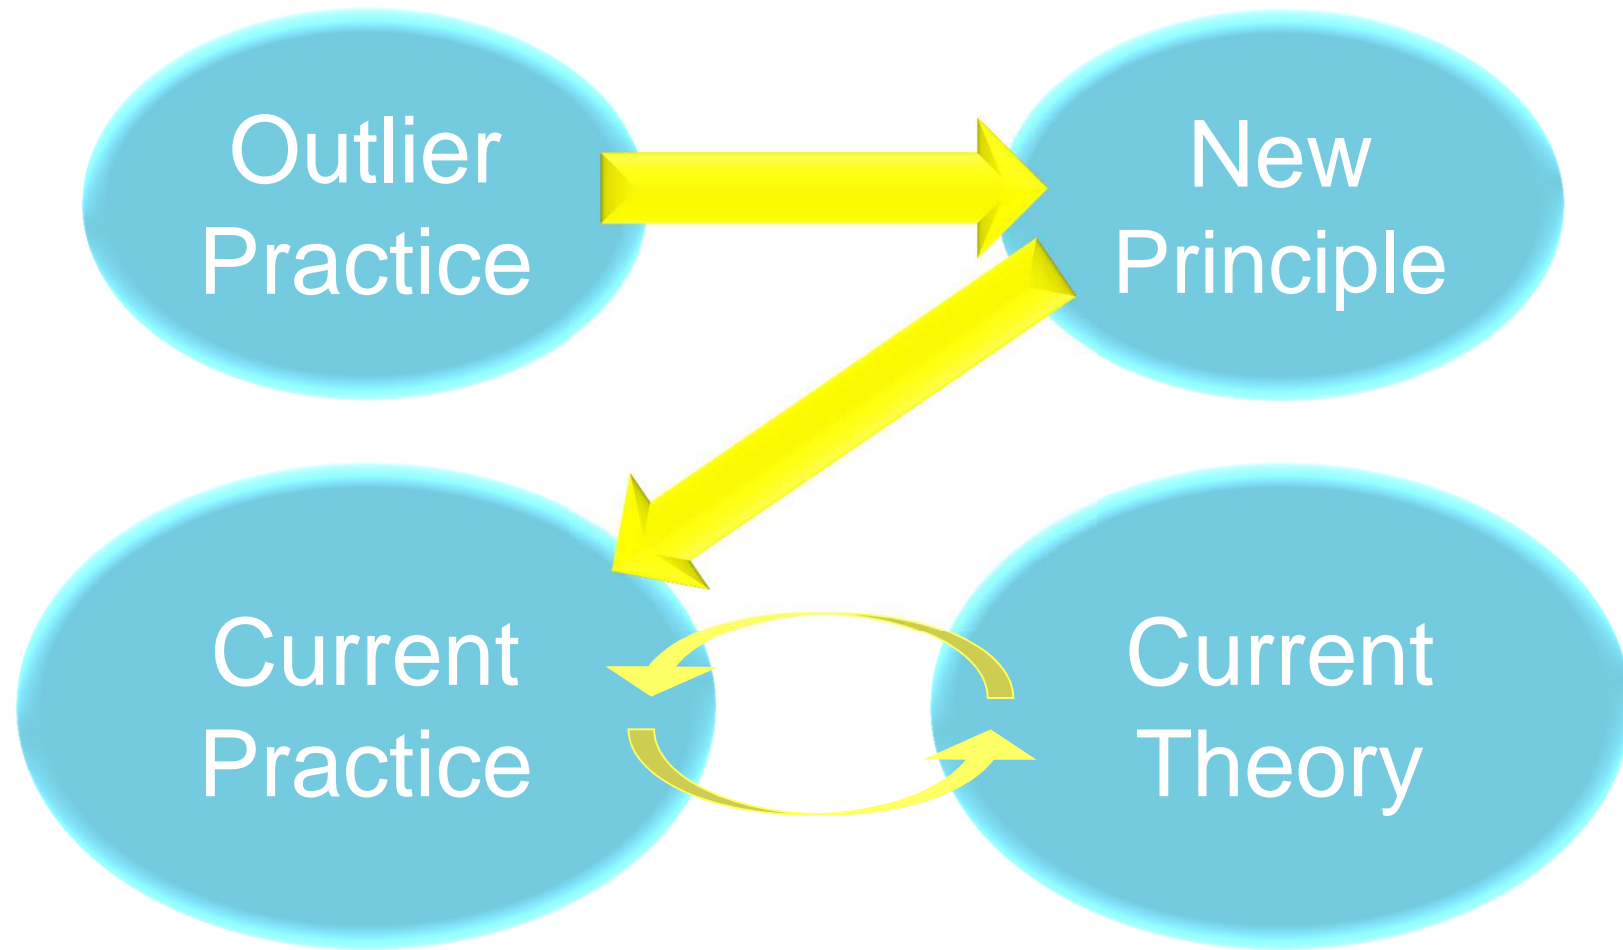 Outlier
Practice
New
Principle
Current
Practice
Current
Theory